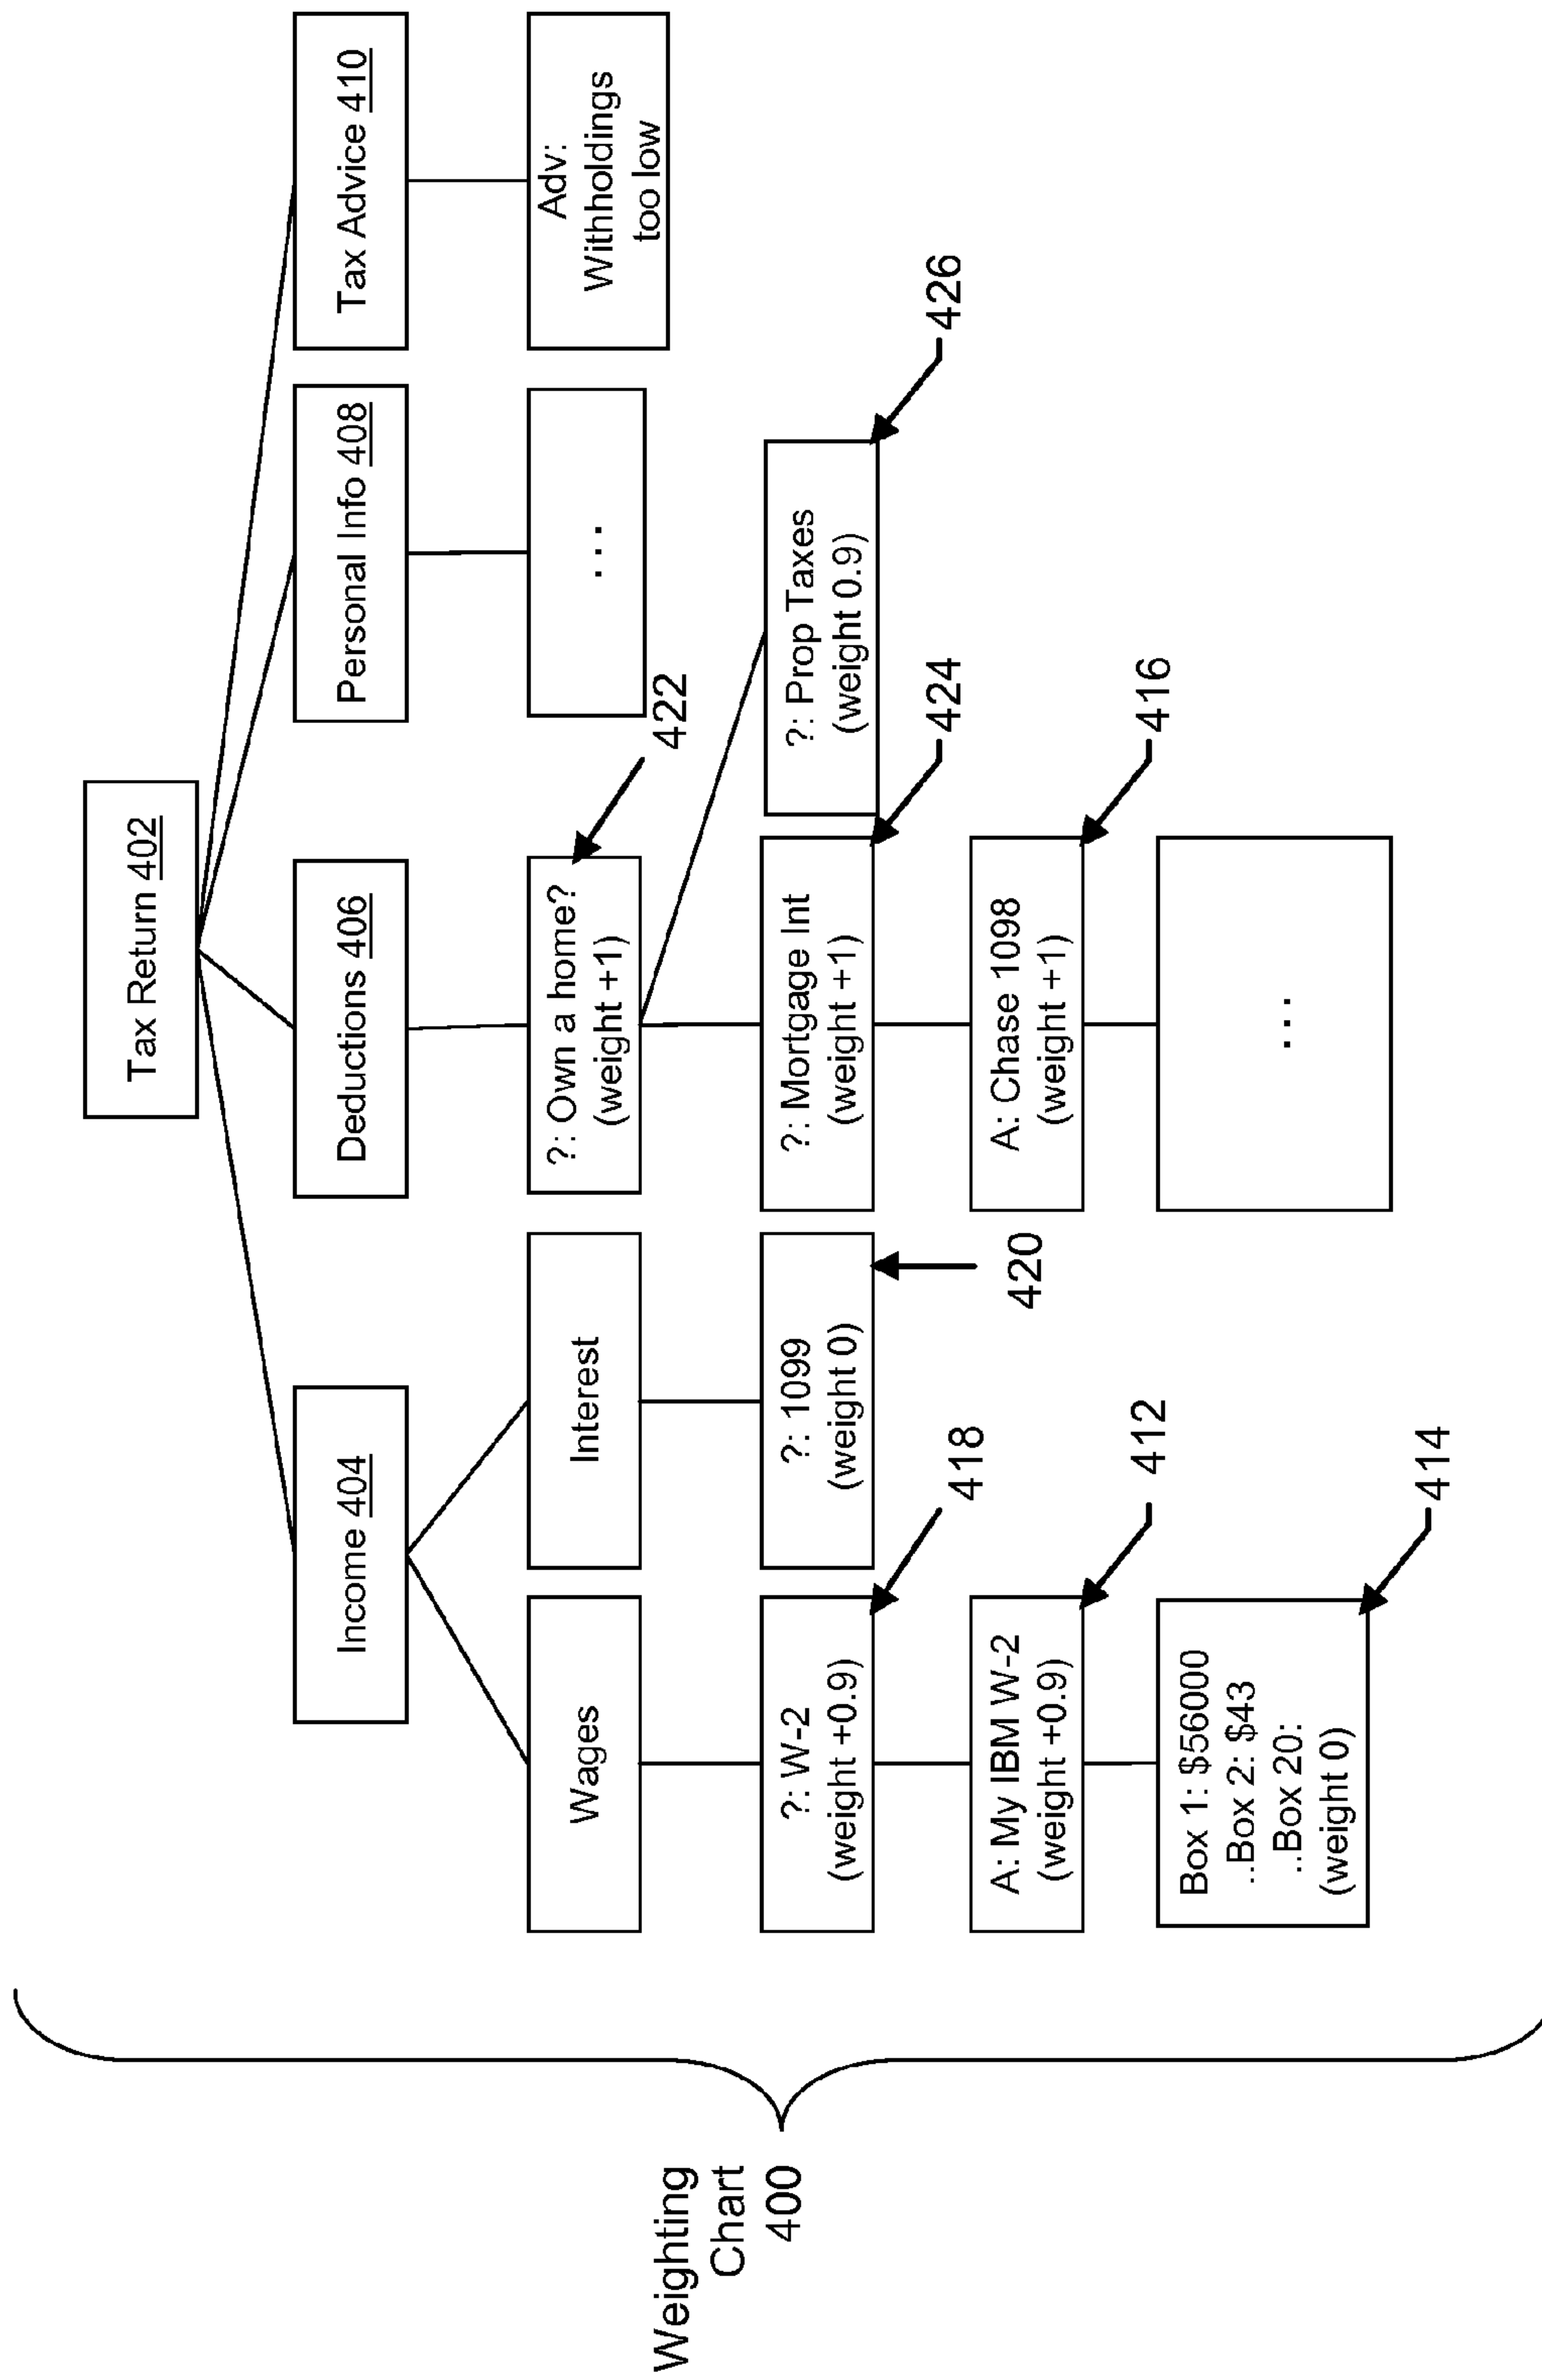 Weighting
Chart
400
Tax Return 402
Income 404
Deductions 406
Personal Info 408
Tax Advice 410
Wages
Interest
?: Own a home?
(weight +1)
422
...
Adv:
Withholdings
too low
?: W-2
(weight +0.9)
418
?: 1099
(weight 0)
420
?: Mortgage Int
(weight +1)
424
?: Prop Taxes
(weight 0.9)
426
A: My IBM W-2
(weight +0.9)
412
A: Chase 1098
(weight +1)
416
Box 1: $56000
..Box 2: $43
..Box 20:
(weight 0)
414
...